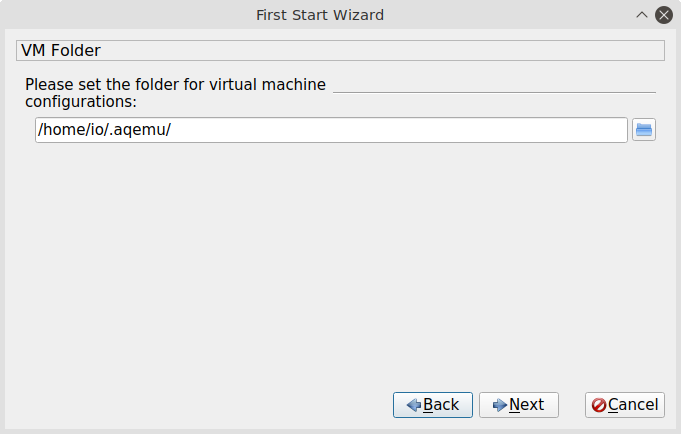 First Start Wizard
VM Folder
Please set the folder for virtual machine
configurations:
/home/io/.aqemu/
Back
Next
Cancel